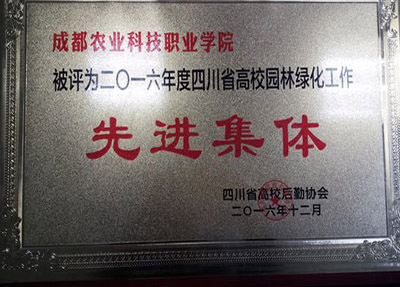 成都农业科技职业学院
被评为二〇一六年度四川省高校园林绿化工作
先进集体
四川省高校后勤协会
二〇一六年十二月